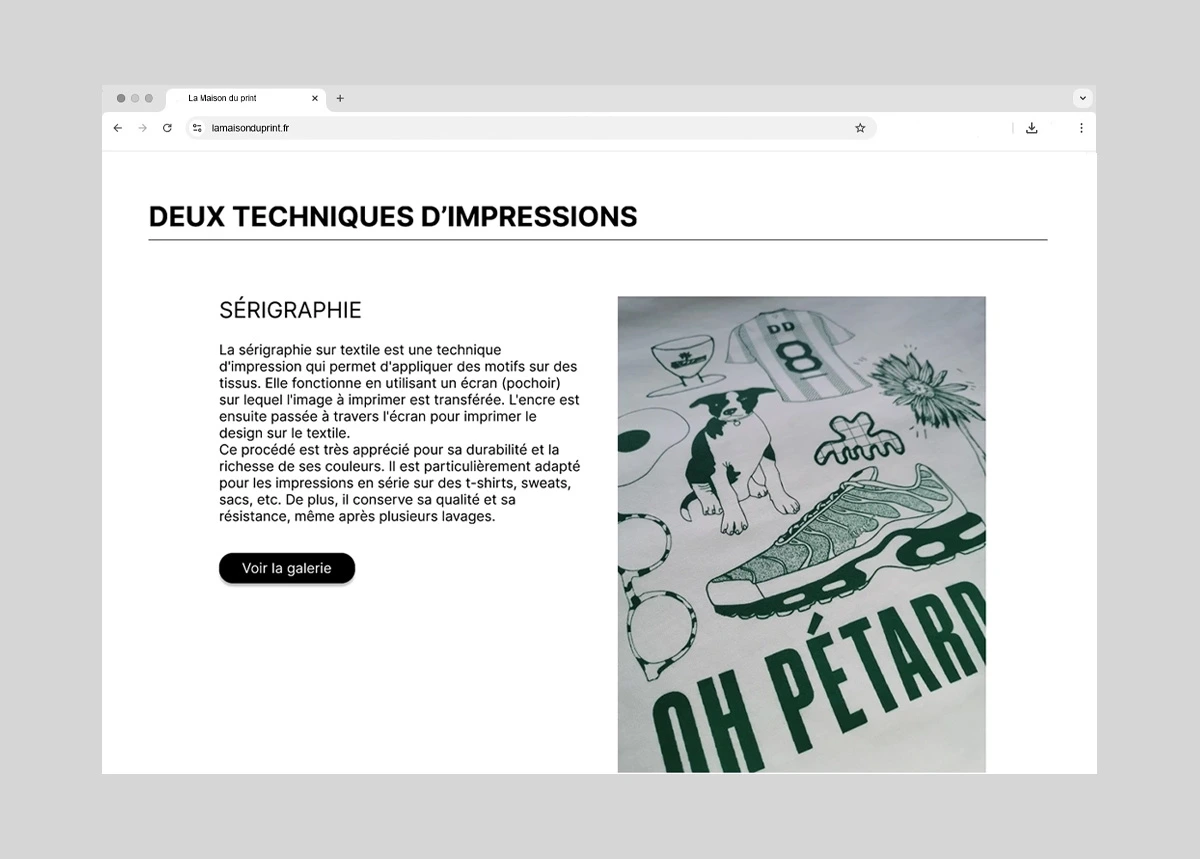 La Maison du print
lamaisonduprint.fr
DEUX TECHNIQUES D’IMPRESSIONS
SÉRIGRAPHIE
La sérigraphie sur textile est une technique
d'impression qui permet d'appliquer des motifs sur des
tissus. Elle fonctionne en utilisant un écran (pochoir)
sur lequel l'image à imprimer est transférée. L'encre est
ensuite passée à travers l'écran pour imprimer le
design sur le textile.
Ce procédé est très apprécié pour sa durabilité et la
richesse de ses couleurs. Il est particulièrement adapté
pour les impressions en série sur des t-shirts, sweats,
sacs, etc. De plus, il conserve sa qualité et sa
résistance, même après plusieurs lavages.
Voir la galerie
DD
8
OH PÉTARD